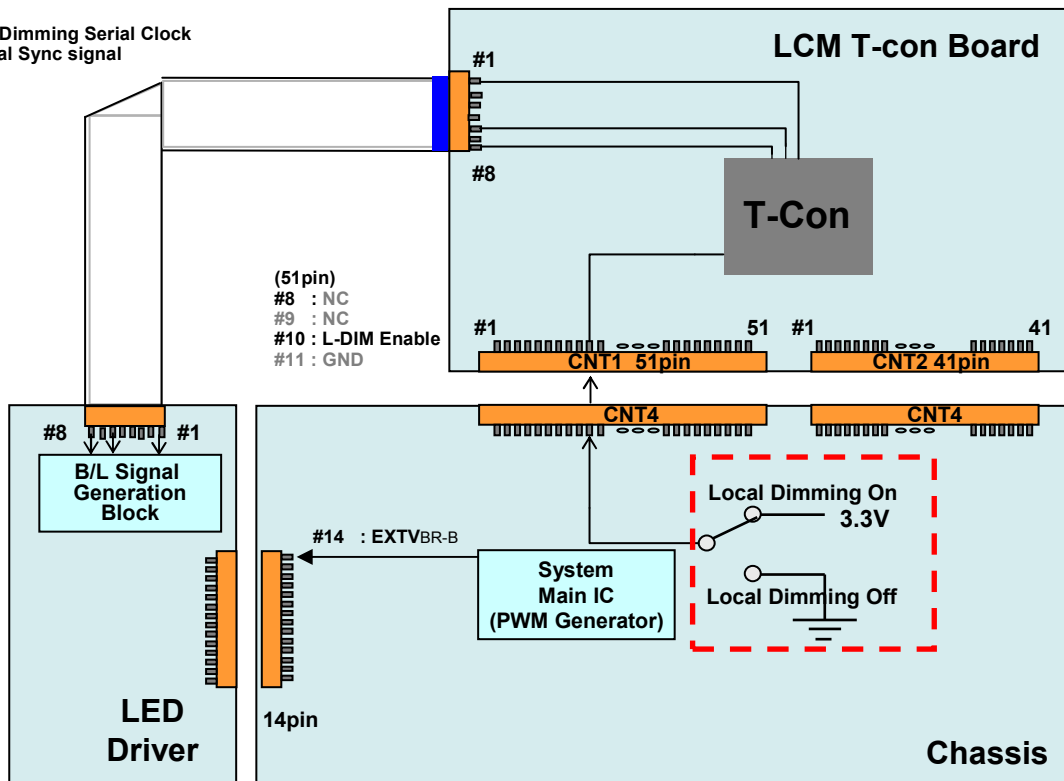 Dimming Serial Clock
al Sync signal
LCM T-con Board
#1
#8
T-Con
(51pin)
#8 : NC
#9 : NC
#10 : L-DIM Enable
#11 : GND
#1
51
#1
41
CNT1 51pin
CNT2 41pin
CNT4
CNT4
#8
#1
B/L Signal
Generation
Block
Local Dimming On
3.3V
#14 : EXTVBR-B
System
Main IC
(PWM Generator)
Local Dimming Off
LED
Driver
14pin
Chassis